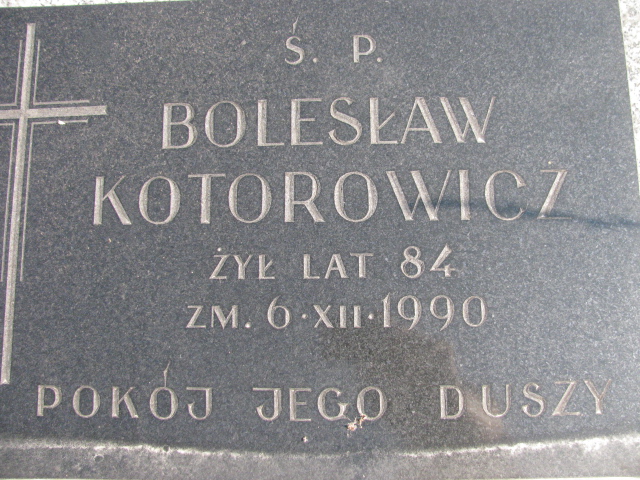 Ś. P.
BOLESŁAW
KOTOROWICZ
ŻYŁ LAT 84
ZM. 6·XII·1990
POKÓJ JEGO DUSZY